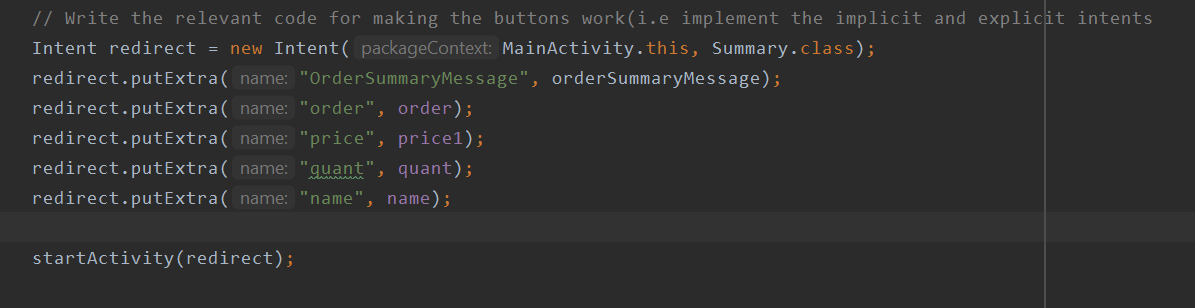 // Write the relevant code for making the buttons work(i.e implement the implicit and explicit intents
Intent redirect = new Intent( packageContext: MainActivity.this, Summary.class);
redirect.putExtra( name: "OrderSummaryMessage", orderSummaryMessage);
redirect.putExtra( name: "order", order);
redirect.putExtra( name: "price", price1);
redirect.putExtra( name: "quant", quant);
redirect.putExtra( name: "name", name);
startActivity(redirect);